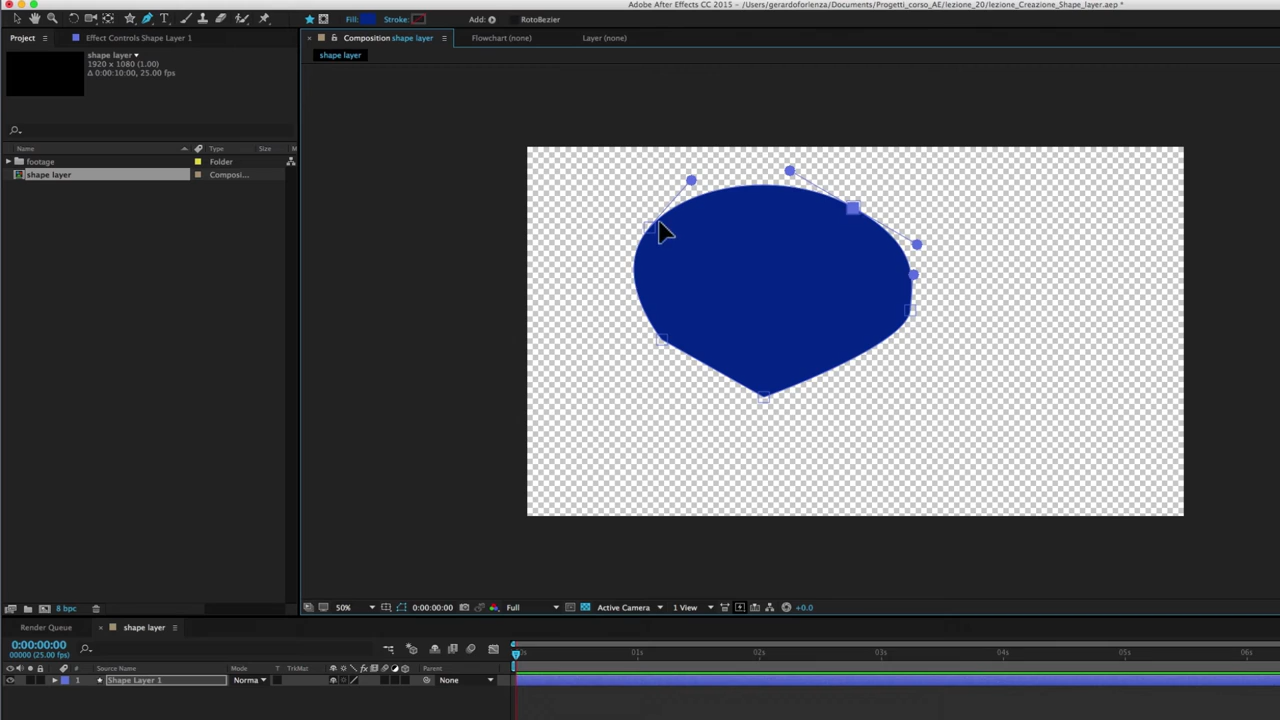 Adobe After Effects CC 2015 - /Users/gerardoforlenza/Documents/Progetti_corso_AE/lezione_20/lezione_Creazione_Shape_layer.aep *
Fill: Stroke: Add: RotoBezier
Project Effect Controls Shape Layer 1
Composition shape layer Flowchart (none) Layer (none)
shape layer
shape layer
1920 x 1080 (1.00)
Δ 0:00:10:00, 25.00 fps
Name Type Size M
footage Folder
shape layer Composi...
8 bpc
50% 0:00:00:00 Full Active Camera 1 View +0.0
Render Queue shape layer
0:00:00:00
00000 (25.00 fps)
0s 01s 02s 03s 04s 05s 06s
# Source Name Mode T TrkMat fx Parent
1 Shape Layer 1 Norma None